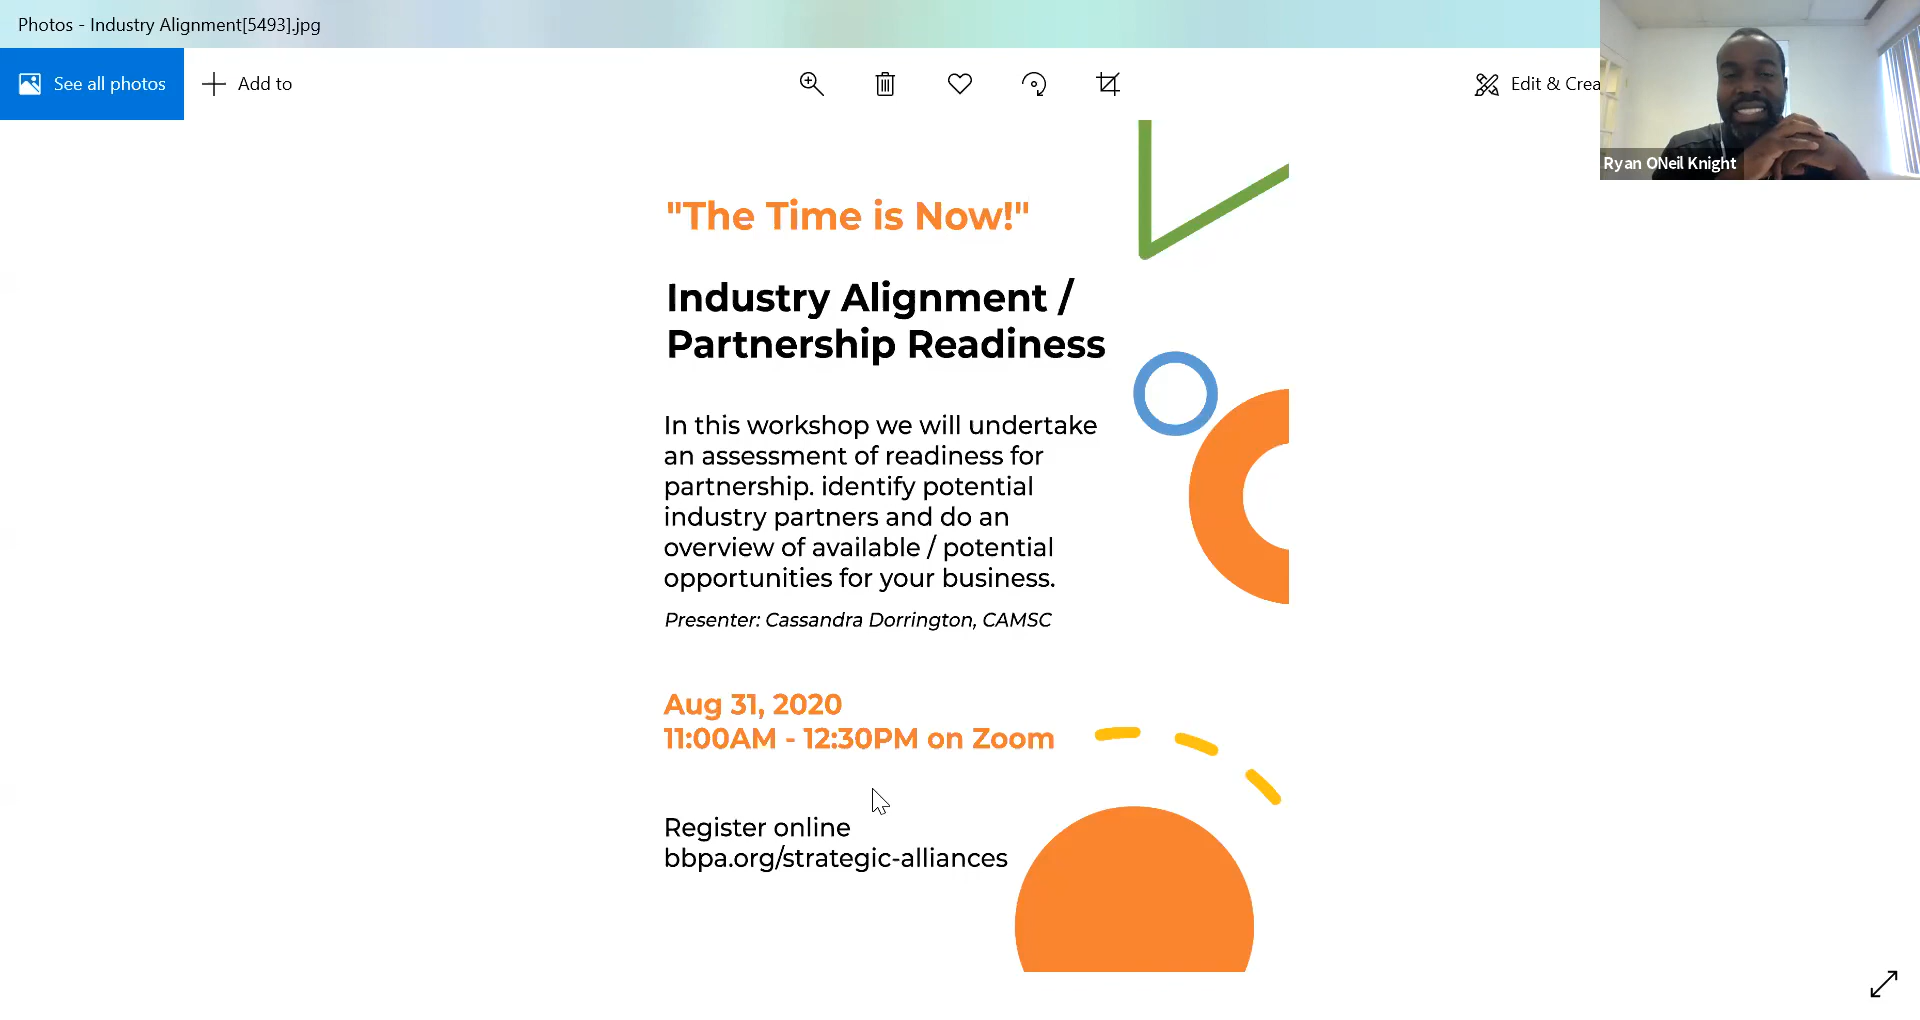 Photos - Industry Alignment[5493].jpg
See all photos
Add to
Edit & Crea
Ryan ONeil Knight
"The Time is Now!"
Industry Alignment /
Partnership Readiness
In this workshop we will undertake
an assessment of readiness for
partnership. identify potential
industry partners and do an
overview of available / potential
opportunities for your business.
Presenter: Cassandra Dorrington, CAMSC
Aug 31, 2020
11:00AM - 12:30PM on Zoom
Register online
bbpa.org/strategic-alliances